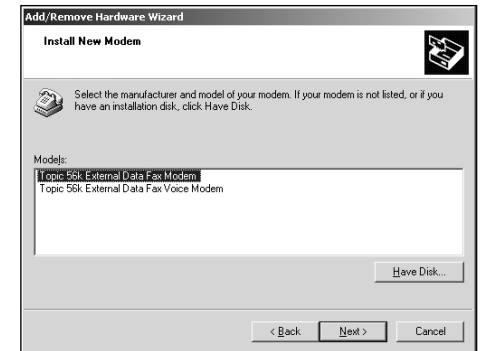 Add/Remove Hardware Wizard
Install New Modem
Select the manufacturer and model of your modem. If your modem is not listed, or if you
have an installation disk, click Have Disk.
Models:
Topic 56k External Data Fax Modem
Topic 56k External Data Fax Voice Modem
Have Disk...
< Back
Next >
Cancel